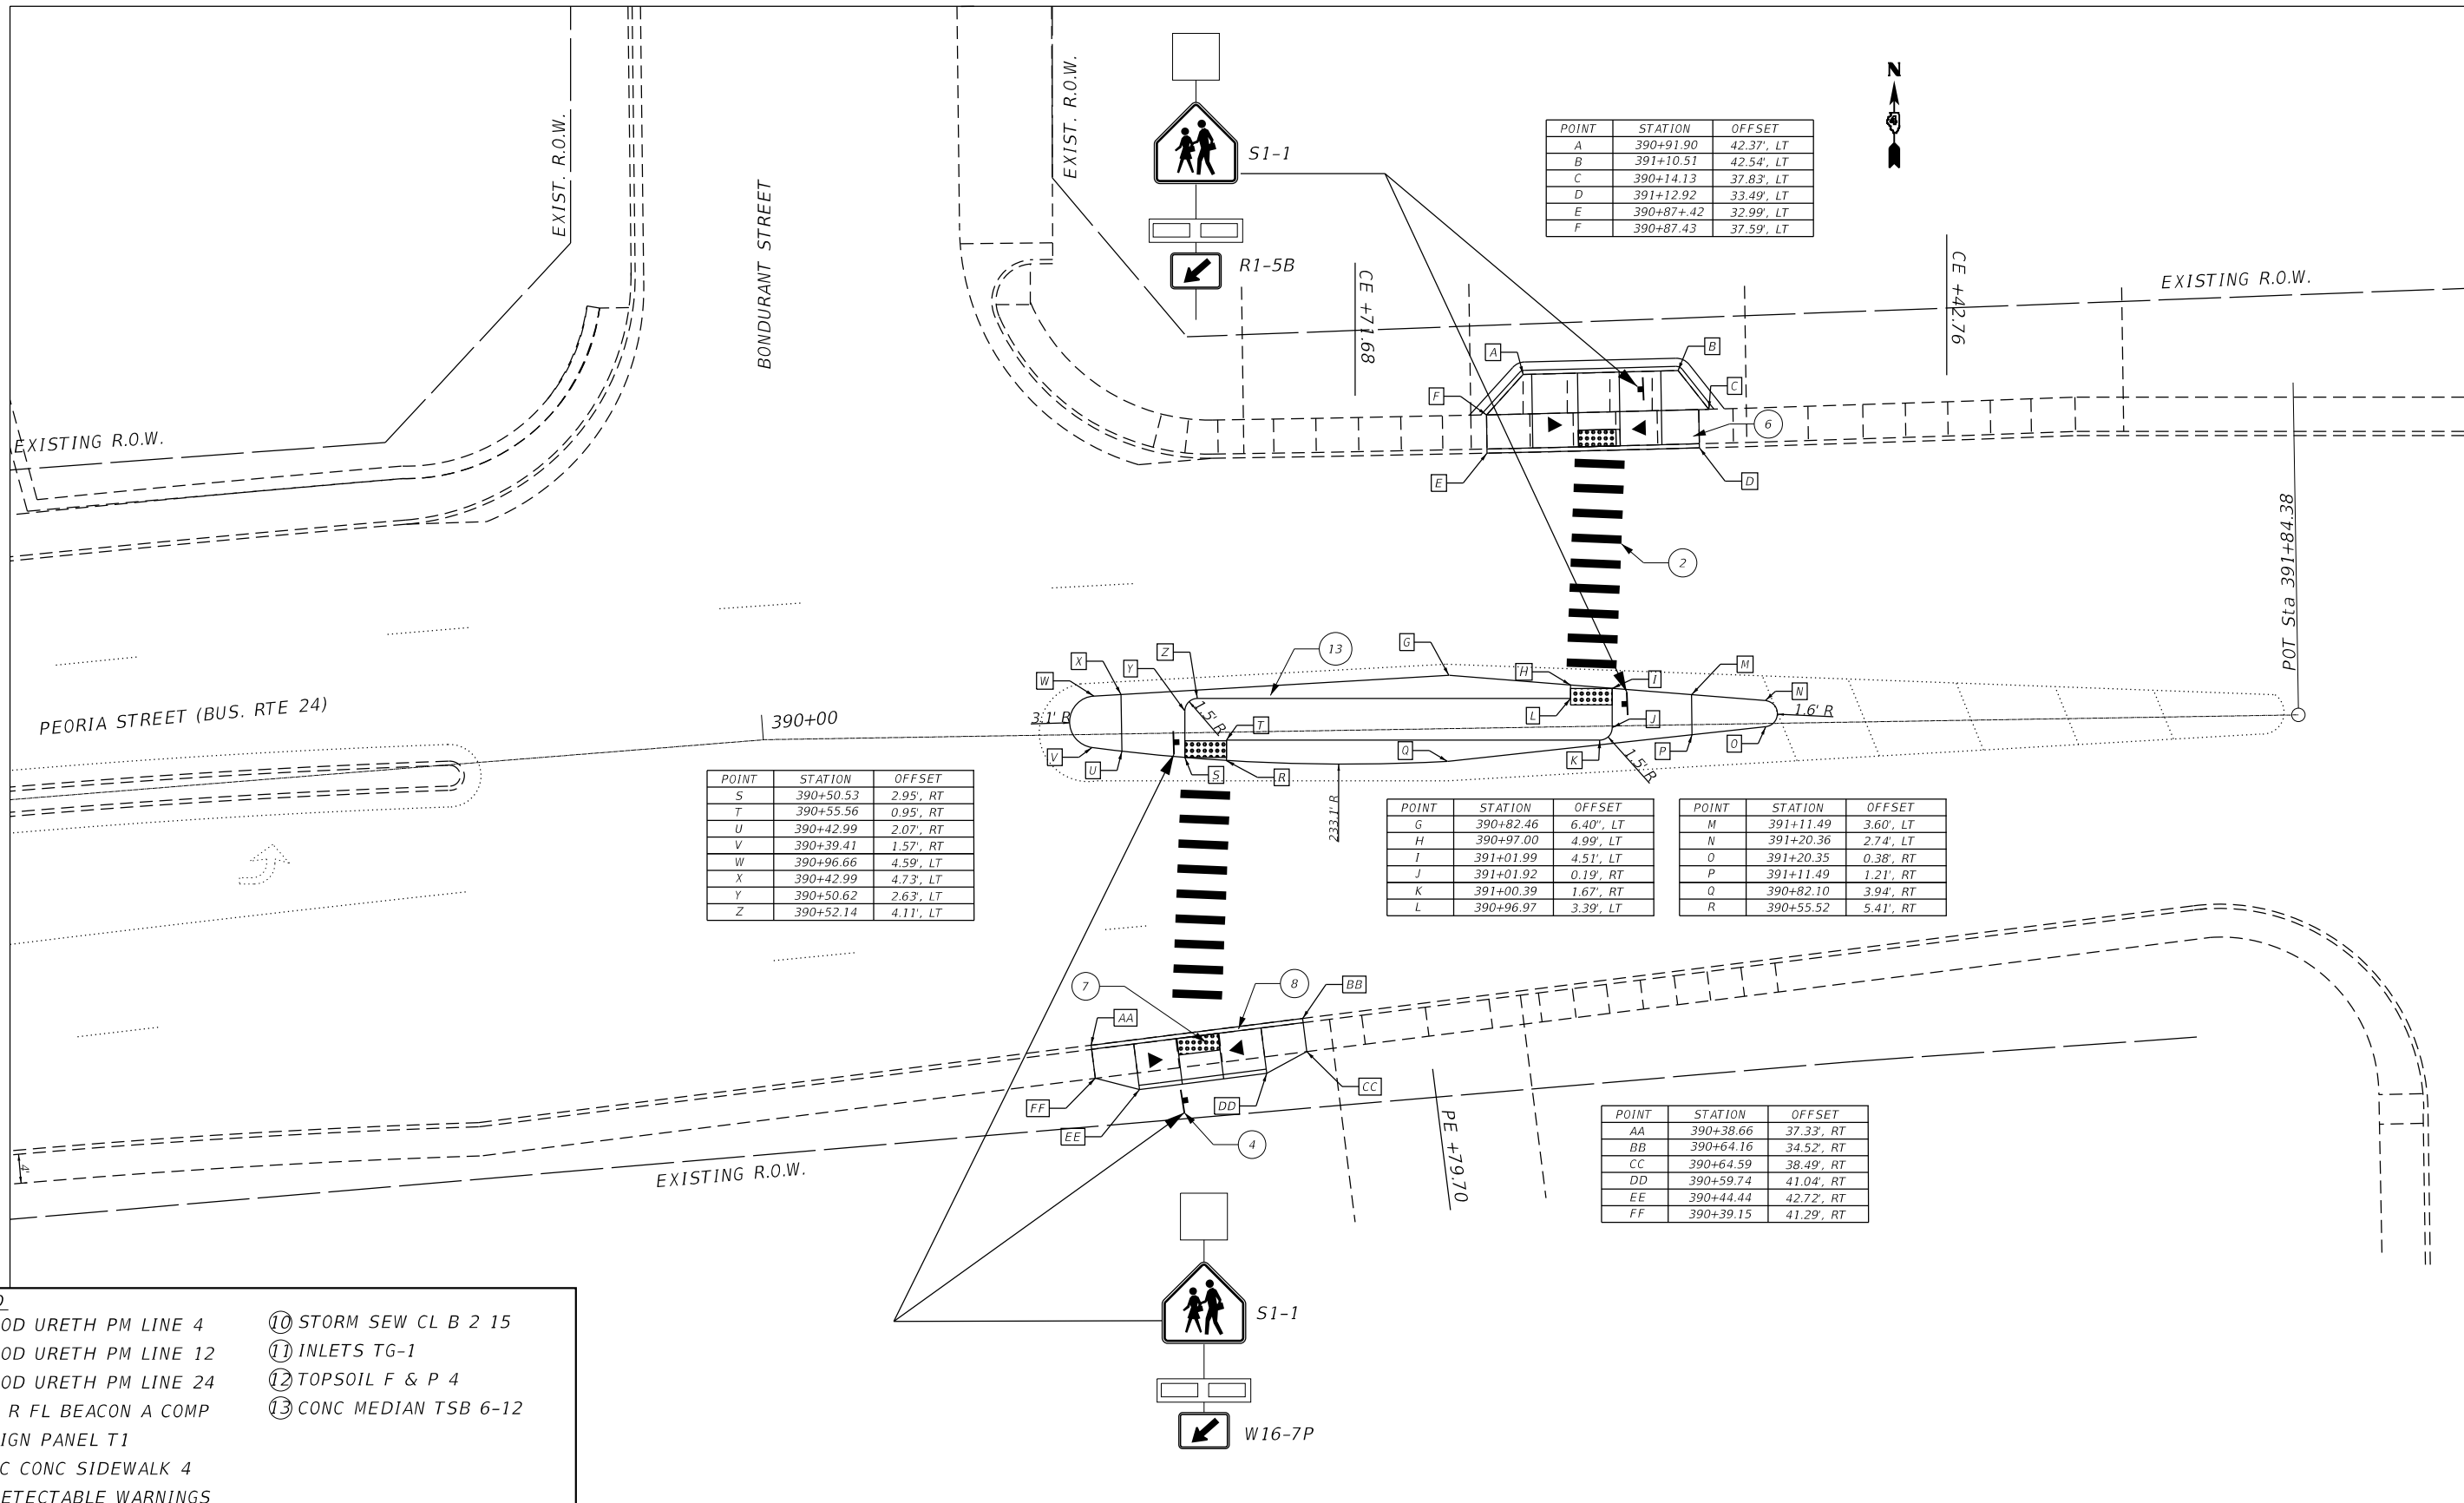 N
EXIST. R.O.W.
EXIST. R.O.W.
BONDURANT STREET
S1-1
R1-5B
POINT STATION OFFSET
A 390+91.90 42.37', LT
B 391+10.51 42.54', LT
C 390+14.13 37.83', LT
D 391+12.92 33.49', LT
E 390+87+.42 32.99', LT
F 390+87.43 37.59', LT
CE +71.68
CE +42.76
EXISTING R.O.W.
EXISTING R.O.W.
A
B
C
F
6
E
D
2
POT Sta 391+84.38
PEORIA STREET (BUS. RTE 24)
390+00
W
X
Y
Z
13
G
H
I
M
N
3.1' R
1.5' R
T
L
J
1.6' R
V
U
S
R
Q
K
P
O
1.5' R
233.1' R
POINT STATION OFFSET
S 390+50.53 2.95', RT
T 390+55.56 0.95', RT
U 390+42.99 2.07', RT
V 390+39.41 1.57', RT
W 390+96.66 4.59', LT
X 390+42.99 4.73', LT
Y 390+50.62 2.63', LT
Z 390+52.14 4.11', LT
POINT STATION OFFSET
G 390+82.46 6.40", LT
H 390+97.00 4.99', LT
I 391+01.99 4.51', LT
J 391+01.92 0.19', RT
K 391+00.39 1.67', RT
L 390+96.97 3.39', LT
POINT STATION OFFSET
M 391+11.49 3.60', LT
N 391+20.36 2.74', LT
O 391+20.35 0.38', RT
P 391+11.49 1.21', RT
Q 390+82.10 3.94', RT
R 390+55.52 5.41', RT
7
8
BB
AA
FF
EE
DD
CC
4
4'
EXISTING R.O.W.
PE +79.70
POINT STATION OFFSET
AA 390+38.66 37.33', RT
BB 390+64.16 34.52', RT
CC 390+64.59 38.49', RT
DD 390+59.74 41.04', RT
EE 390+44.44 42.72', RT
FF 390+39.15 41.29', RT
S1-1
W16-7P
OD URETH PM LINE 4
OD URETH PM LINE 12
OD URETH PM LINE 24
R FL BEACON A COMP
IGN PANEL T1
C CONC SIDEWALK 4
ETECTABLE WARNINGS
10 STORM SEW CL B 2 15
11 INLETS TG-1
12 TOPSOIL F & P 4
13 CONC MEDIAN TSB 6-12